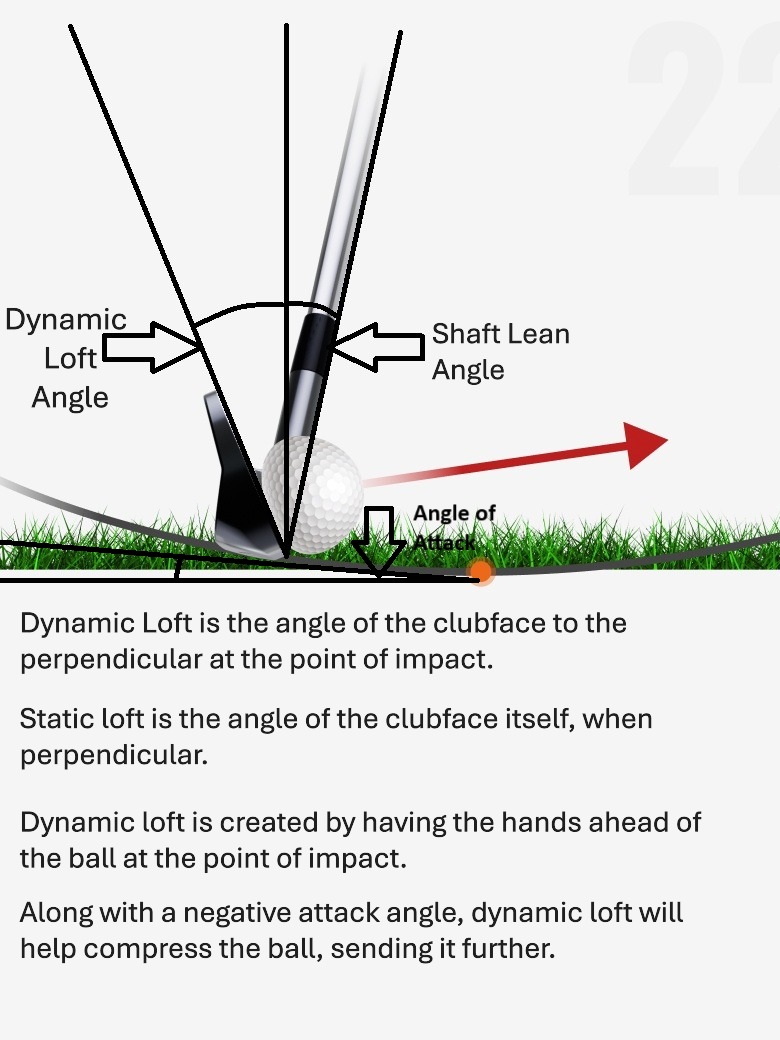 22
Dynamic
Loft
Angle
Shaft Lean
Angle
Angle of
Attack
Dynamic Loft is the angle of the clubface to the
perpendicular at the point of impact.
Static loft is the angle of the clubface itself, when
perpendicular.
Dynamic loft is created by having the hands ahead of
the ball at the point of impact.
Along with a negative attack angle, dynamic loft will
help compress the ball, sending it further.